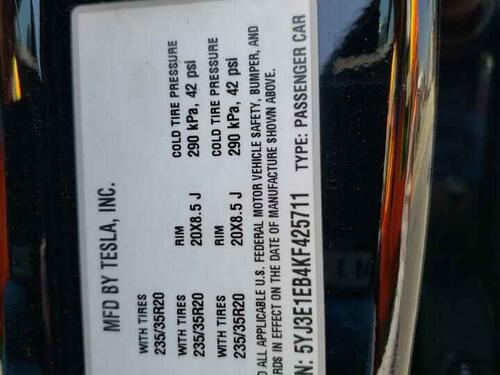 MFD BY TESLA, INC.
WITH TIRES RIM COLD TIRE PRESSURE
235/35R20 20X8.5 J 290 kPa, 42 psi
WITH TIRES RIM COLD TIRE PRESSURE
235/35R20 20X8.5 J 290 kPa, 42 psi
ALL APPLICABLE U.S. FEDERAL MOTOR VEHICLE SAFETY, BUMPER, AND
RDS IN EFFECT ON THE DATE OF MANUFACTURE SHOWN ABOVE.
N: 5YJ3E1EB4KF425711 TYPE: PASSENGER CAR